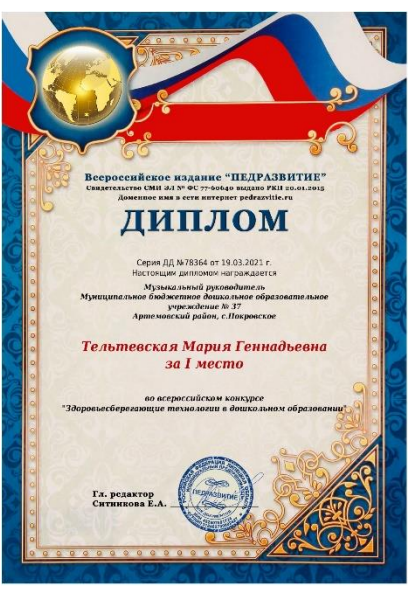 Всероссийское издание "ПЕДРАЗВИТИЕ"
Свидетельство СМИ ЭЛ № ФС 77-60640 выдано РКН 20.01.2015
Доменное имя в сети интернет pedrazvitie.ru
ДИПЛОМ
Серия ДД №78364 от 19.03.2021 г.
Настоящим дипломом награждается
Музыкальный руководитель
Муниципальное бюджетное дошкольное образовательное
учреждение № 37
Артемовский район, с.Покровское
Тельтевская Мария Геннадьевна
за I место
во всероссийском конкурсе
"Здоровьесберегающие технологии в дошкольном образовании"
Гл. редактор
Ситникова Е.А.
ПЕДРАЗВИТИЕ